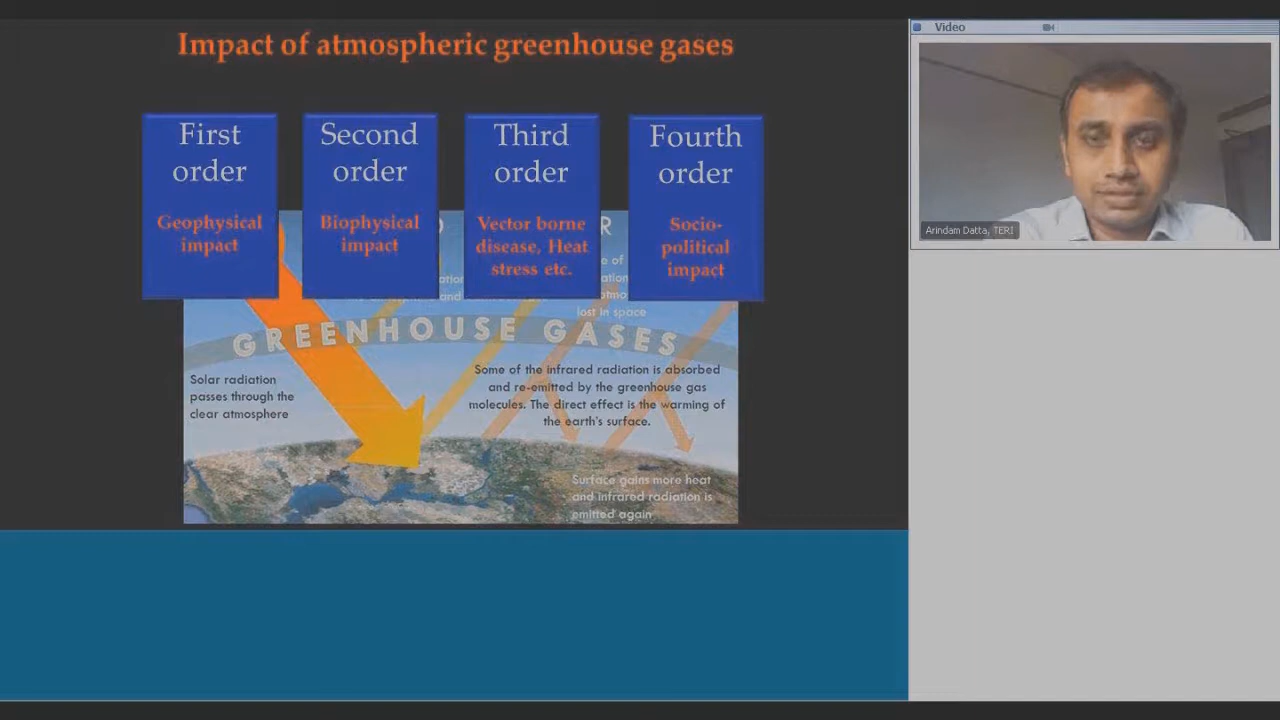 Impact of atmospheric greenhouse gases
First
order
Geophysical
impact
Second
order
Biophysical
impact
Third
order
Vector borne
disease, Heat
stress etc.
Fourth
order
Socio-
political
impact
R
of
and
lost in space
GREENHOUSE GASES
Solar radiation
passes through the
clear atmosphere
Some of the infrared radiation is absorbed
and re-emitted by the greenhouse gas
molecules. The direct effect is the warming of
the earth's surface.
Surface gains more heat
and infrared radiation is
emitted again
Video
Arindam Datta, TERI